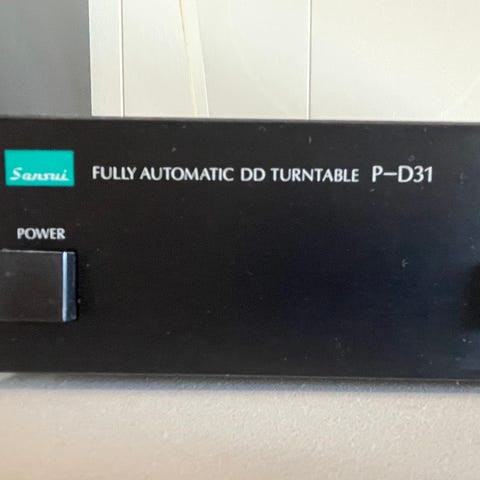 Sansui FULLY AUTOMATIC DD TURNTABLE P-D31
POWER